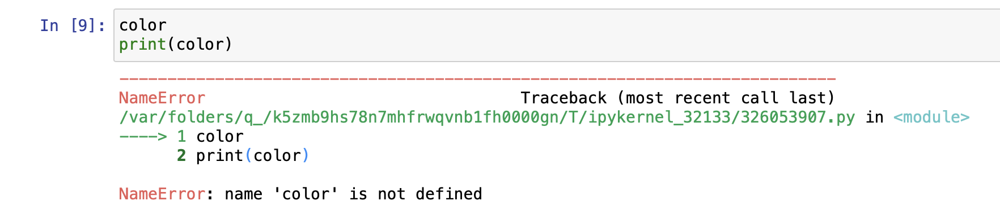 In [9]: color
print(color)
---------------------------------------------------------------------------
NameError                                 Traceback (most recent call last)
/var/folders/q_/k5zmb9hs78n7mhfrwqvnb1fh0000gn/T/ipykernel_32133/326053907.py in <module>
----> 1 color
      2 print(color)
NameError: name 'color' is not defined